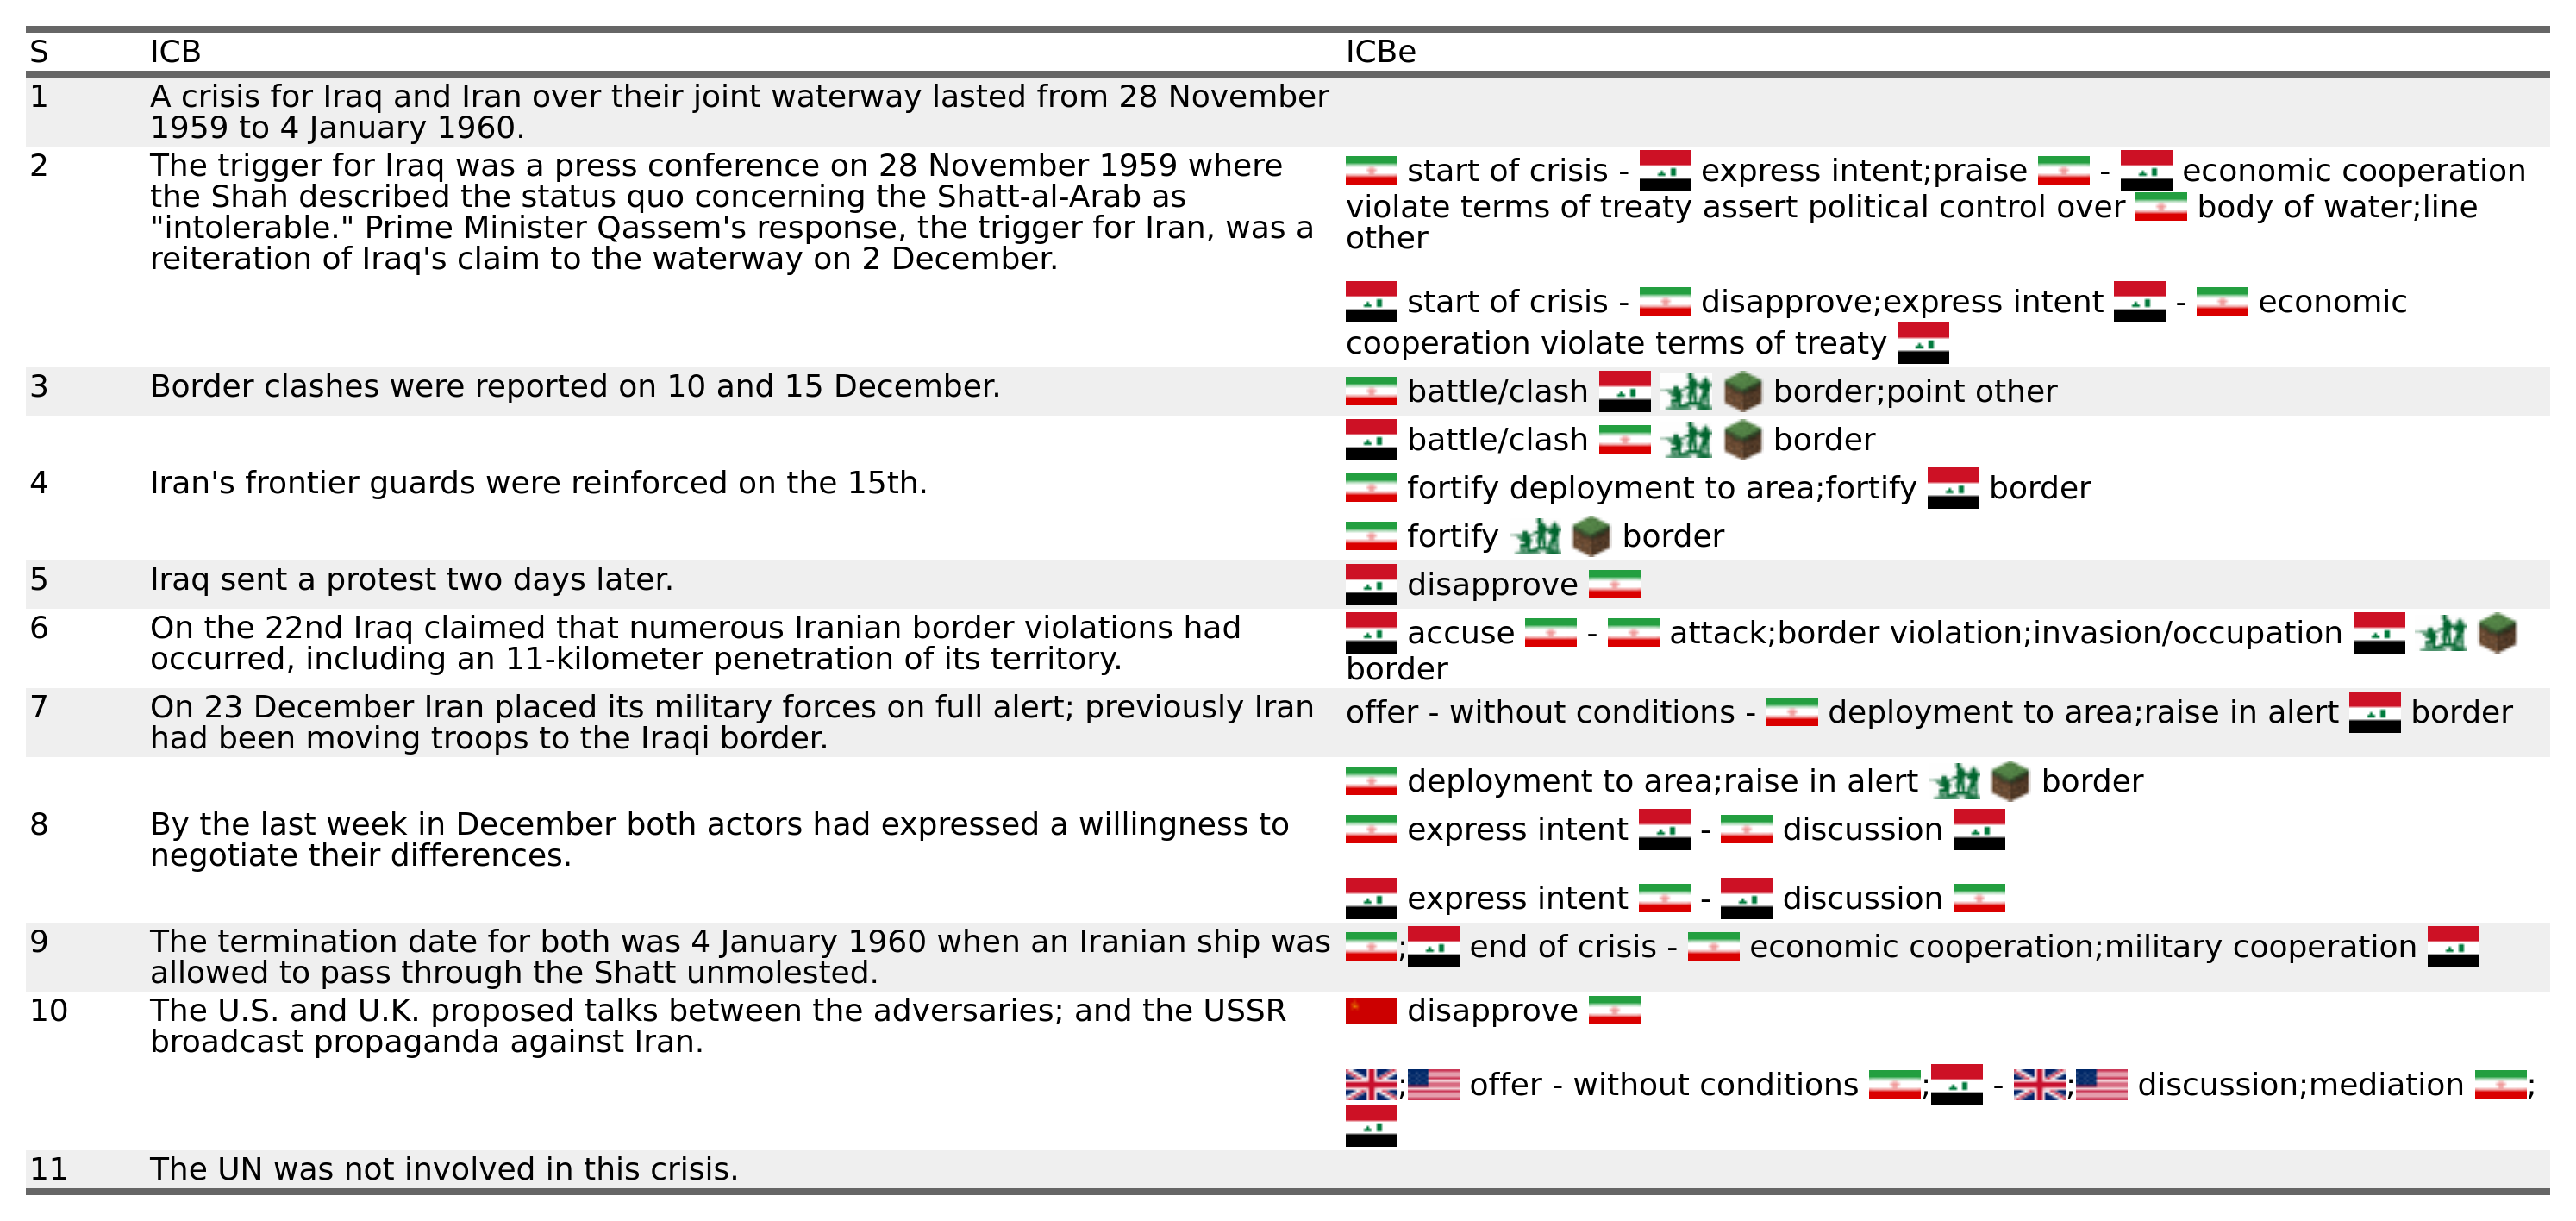 S ICB ICBe
1 A crisis for Iraq and Iran over their joint waterway lasted from 28 November
1959 to 4 January 1960.
2 The trigger for Iraq was a press conference on 28 November 1959 where
the Shah described the status quo concerning the Shatt-al-Arab as
"intolerable." Prime Minister Qassem's response, the trigger for Iran, was a
reiteration of Iraq's claim to the waterway on 2 December.
start of crisis - express intent;praise - economic cooperation
violate terms of treaty assert political control over body of water;line
other
start of crisis - disapprove;express intent - economic
cooperation violate terms of treaty
3 Border clashes were reported on 10 and 15 December.
battle/clash border;point other
battle/clash border
4 Iran's frontier guards were reinforced on the 15th.
fortify deployment to area;fortify border
fortify border
5 Iraq sent a protest two days later.
disapprove
6 On the 22nd Iraq claimed that numerous Iranian border violations had
occurred, including an 11-kilometer penetration of its territory.
accuse - attack;border violation;invasion/occupation
border
7 On 23 December Iran placed its military forces on full alert; previously Iran
had been moving troops to the Iraqi border.
offer - without conditions - deployment to area;raise in alert border
deployment to area;raise in alert border
8 By the last week in December both actors had expressed a willingness to
negotiate their differences.
express intent - discussion
express intent - discussion
9 The termination date for both was 4 January 1960 when an Iranian ship was
allowed to pass through the Shatt unmolested.
; end of crisis - economic cooperation;military cooperation
10 The U.S. and U.K. proposed talks between the adversaries; and the USSR
broadcast propaganda against Iran.
disapprove
; offer - without conditions ; - ; discussion;mediation ;
11 The UN was not involved in this crisis.